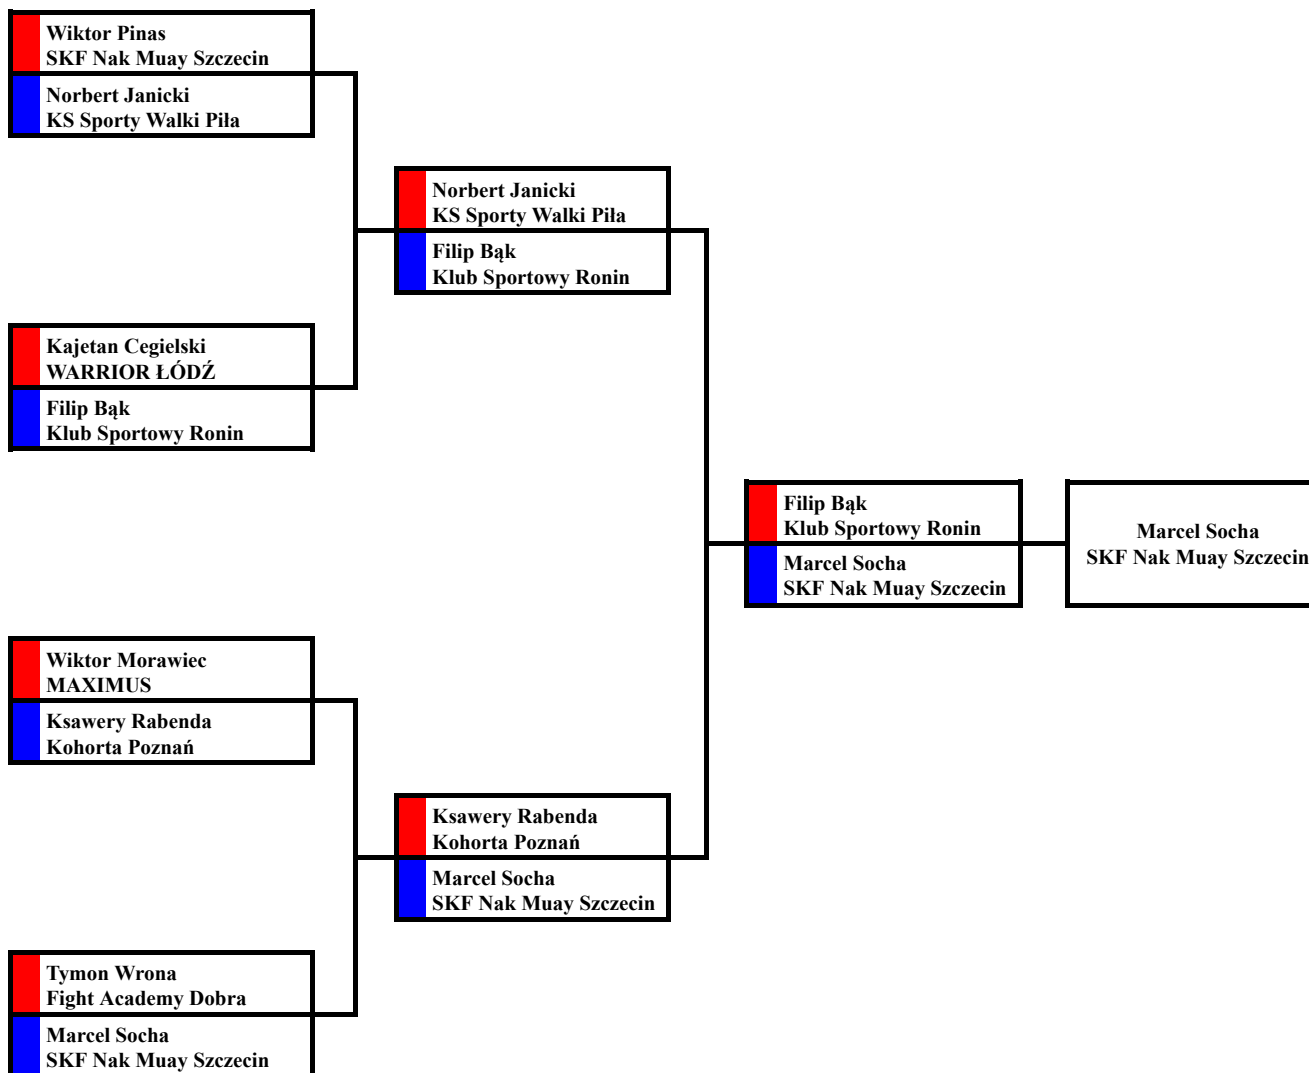 Wiktor Pinas
SKF Nak Muay Szczecin
Norbert Janicki
KS Sporty Walki Piła
Kajetan Cegielski
WARRIOR ŁÓDŹ
Filip Bąk
Klub Sportowy Ronin
Wiktor Morawiec
MAXIMUS
Ksawery Rabenda
Kohorta Poznań
Tymon Wrona
Fight Academy Dobra
Marcel Socha
SKF Nak Muay Szczecin
Norbert Janicki
KS Sporty Walki Piła
Filip Bąk
Klub Sportowy Ronin
Ksawery Rabenda
Kohorta Poznań
Marcel Socha
SKF Nak Muay Szczecin
Filip Bąk
Klub Sportowy Ronin
Marcel Socha
SKF Nak Muay Szczecin
Marcel Socha
SKF Nak Muay Szczecin